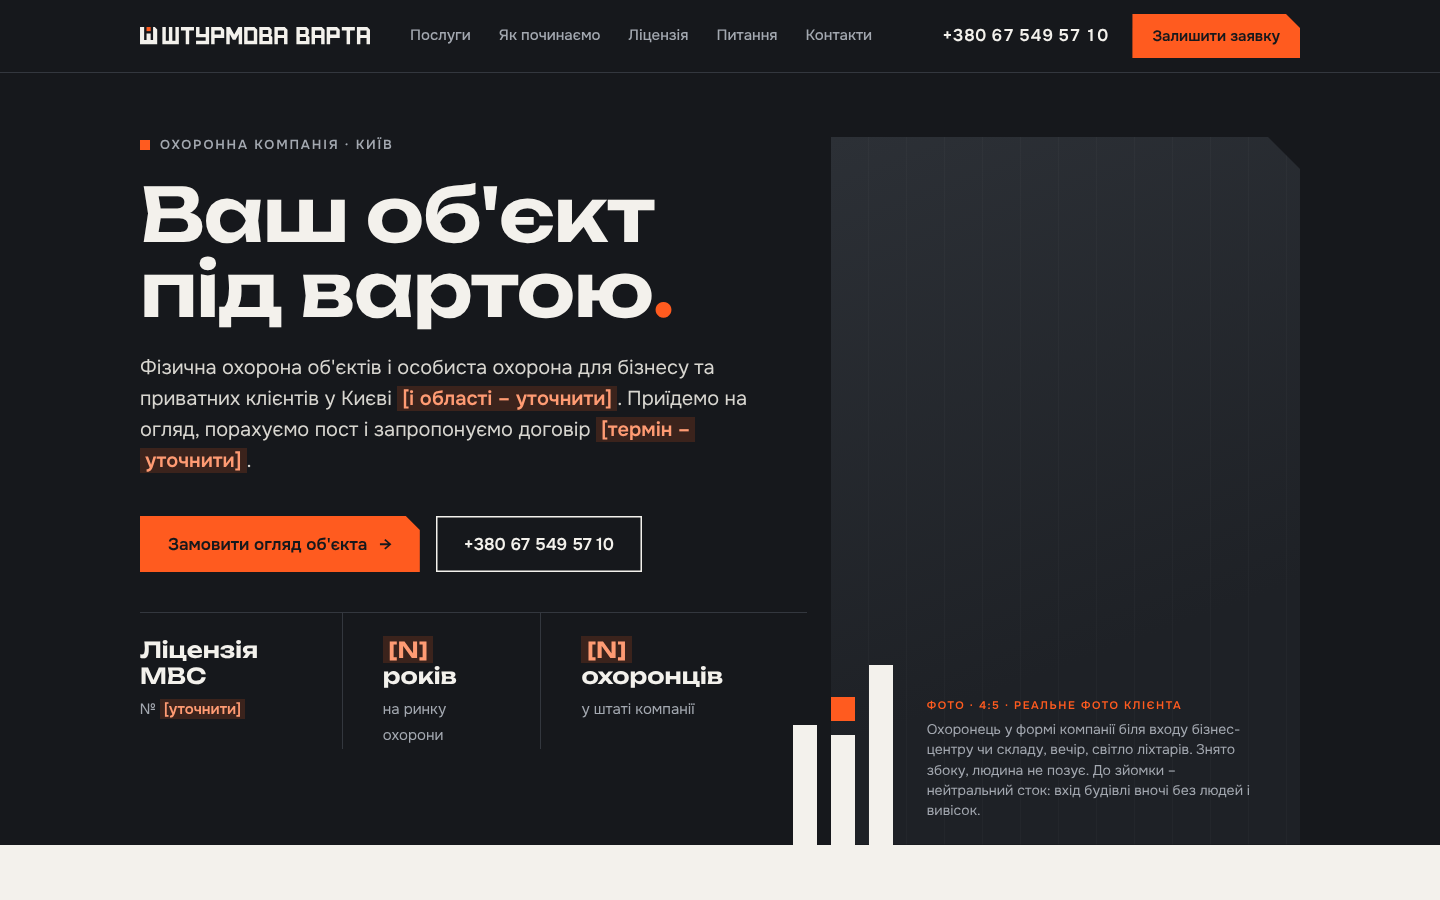 ШТУРМОВА ВАРТА
Послуги
Як починаємо
Ліцензія
Питання
Контакти
+380 67 549 57 10
Залишити заявку
ОХОРОННА КОМПАНІЯ · КИЇВ
Ваш об'єкт
під вартою.
Фізична охорона об'єктів і особиста охорона для бізнесу та
приватних клієнтів у Києві [і області – уточнити]. Приїдемо на
огляд, порахуємо пост і запропонуємо договір [термін –
уточнити].
Замовити огляд об'єкта →
+380 67 549 57 10
Ліцензія
МВС
№ [уточнити]
[N]
років
на ринку
охорони
[N]
охоронців
у штаті компанії
ФОТО · 4:5 · РЕАЛЬНЕ ФОТО КЛІЄНТА
Охоронець у формі компанії біля входу бізнес-
центру чи складу, вечір, світло ліхтарів. Знято
збоку, людина не позує. До зйомки –
нейтральний сток: вхід будівлі вночі без людей і
вивісок.